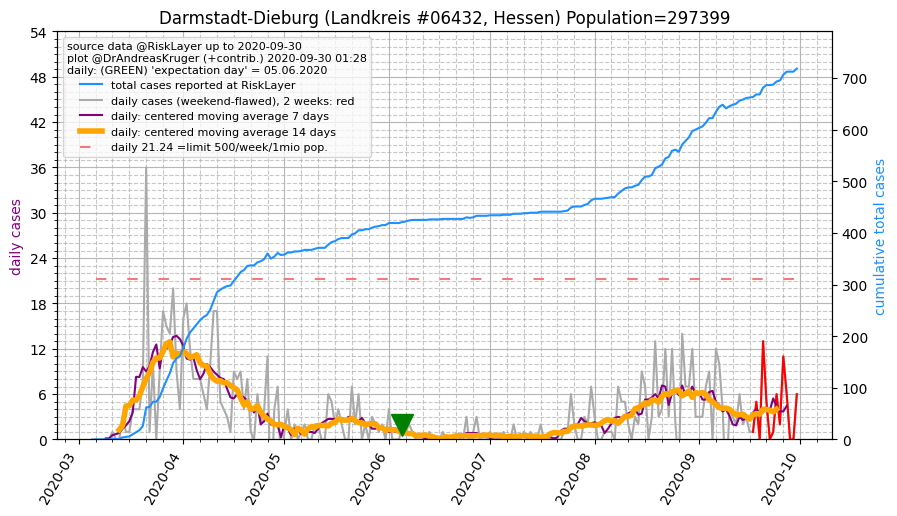 Darmstadt-Dieburg (Landkreis #06432, Hessen) Population=297399
source data @RiskLayer up to 2020-09-30
plot @DrAndreasKruger (+contrib.) 2020-09-30 01:28
daily: (GREEN) 'expectation day' = 05.06.2020
total cases reported at RiskLayer
daily cases (weekend-flawed), 2 weeks: red
daily: centered moving average 7 days
daily: centered moving average 14 days
daily 21.24 =limit 500/week/1mio pop.
54
48
42
36
30
24
18
12
6
0
daily cases
700
600
500
400
300
200
100
0
cumulative total cases
2020-03
2020-04
2020-05
2020-06
2020-07
2020-08
2020-09
2020-10